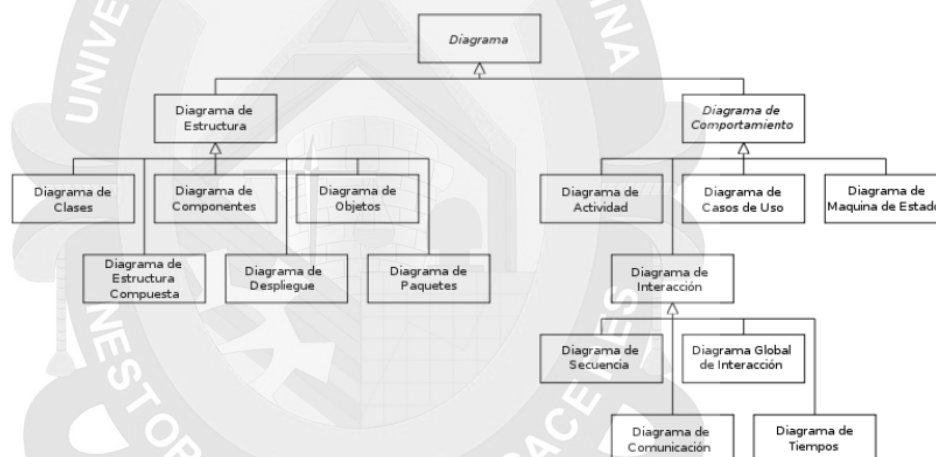 Diagrama
Diagrama de
Estructura
Diagrama de
Comportamiento
Diagrama de
Clases
Diagrama de
Componentes
Diagrama de
Objetos
Diagrama de
Actividad
Diagrama de
Casos de Uso
Diagrama de
Maquina de Estado
Diagrama de
Estructura
Compuesta
Diagrama de
Despliegue
Diagrama de
Paquetes
Diagrama de
Interacción
Diagrama de
Secuencia
Diagrama Global
de Interacción
Diagrama de
Comunicación
Diagrama de
Tiempos